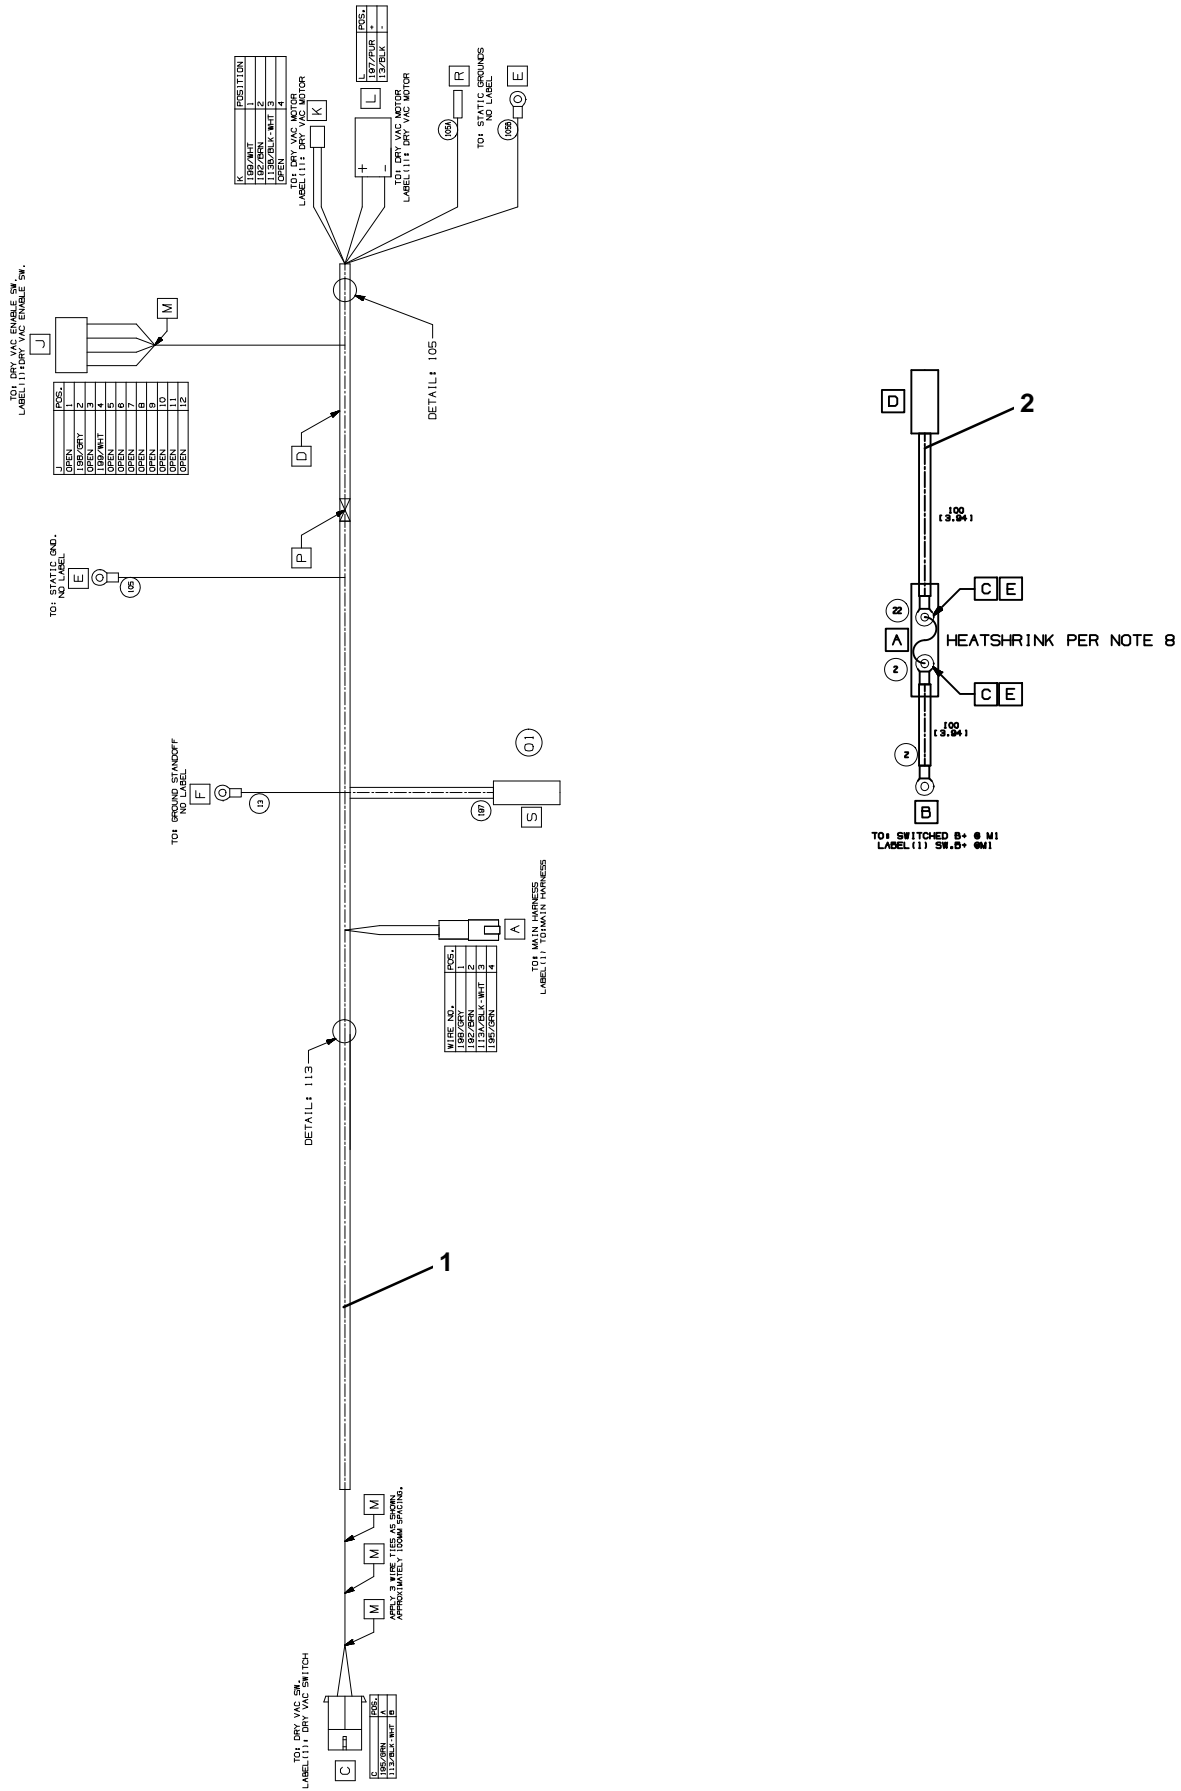 L POS.
197/PUR +
13/BLK -
K POSITION
199/WHT 1
192/BRN 2
113B/BLK-WHT 3
OPEN 4
TO: DRY VAC MOTOR
LABEL(1): DRY VAC MOTOR
K
L
+
-
TO: DRY VAC MOTOR
LABEL(1): DRY VAC MOTOR
105A
R
TO: STATIC GROUNDS
NO LABEL
105B
E
TO: DRY VAC ENABLE SW.
LABEL(1):DRY VAC ENABLE SW.
J
M
J POS.
OPEN 1
198/GRY 2
OPEN 3
199/WHT 4
OPEN 5
OPEN 6
OPEN 7
OPEN 8
OPEN 9
OPEN 10
OPEN 11
OPEN 12
DETAIL: 105
D
P
TO: STATIC GND.
NO LABEL
E
105
TO: GROUND STANDOFF
NO LABEL
F
13
01
197
S
A
TO: MAIN HARNESS
LABEL(1) TO:MAIN HARNESS
WIRE NO. POS.
198/GRY 1
192/BRN 2
113A/BLK-WHT 3
195/GRN 4
DETAIL: 113
1
M
M
M
APPLY 3 WIRE TIES AS SHOWN
APPROXIMATELY 100MM SPACING.
TO: DRY VAC SW.
LABEL(1): DRY VAC SWITCH
C
C POS.
195/GRN A
113/BLK-WHT B
D
2
100
[3.94]
22
C E
A
HEATSHRINK PER NOTE 8
2
C E
100
[3.94]
2
B
TO: SWITCHED B+ @ M1
LABEL(1) SW.B+ @M1